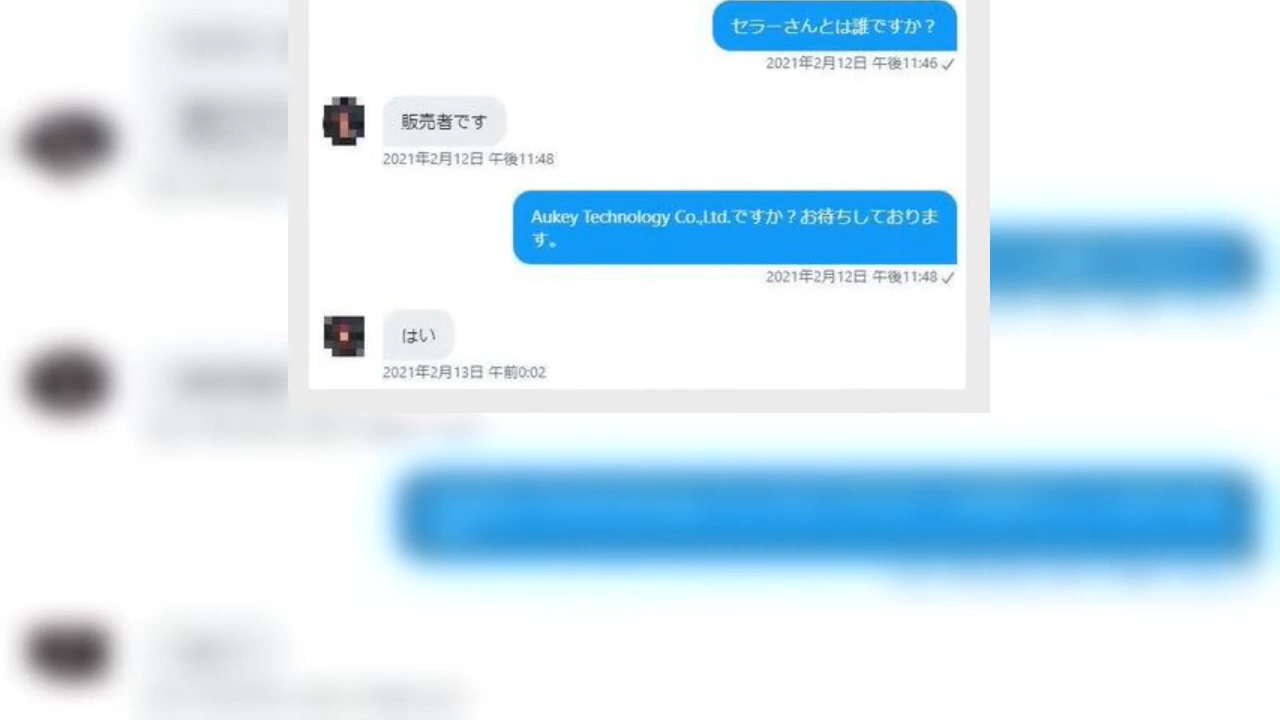 セラーさんとは誰ですか？
2021年2月12日 午後11:46
販売者です
2021年2月12日 午後11:48
Aukey Technology Co.,Ltd.ですか？お待ちしておりま
す。
2021年2月12日 午後11:48
はい
2021年2月13日 午前0:02